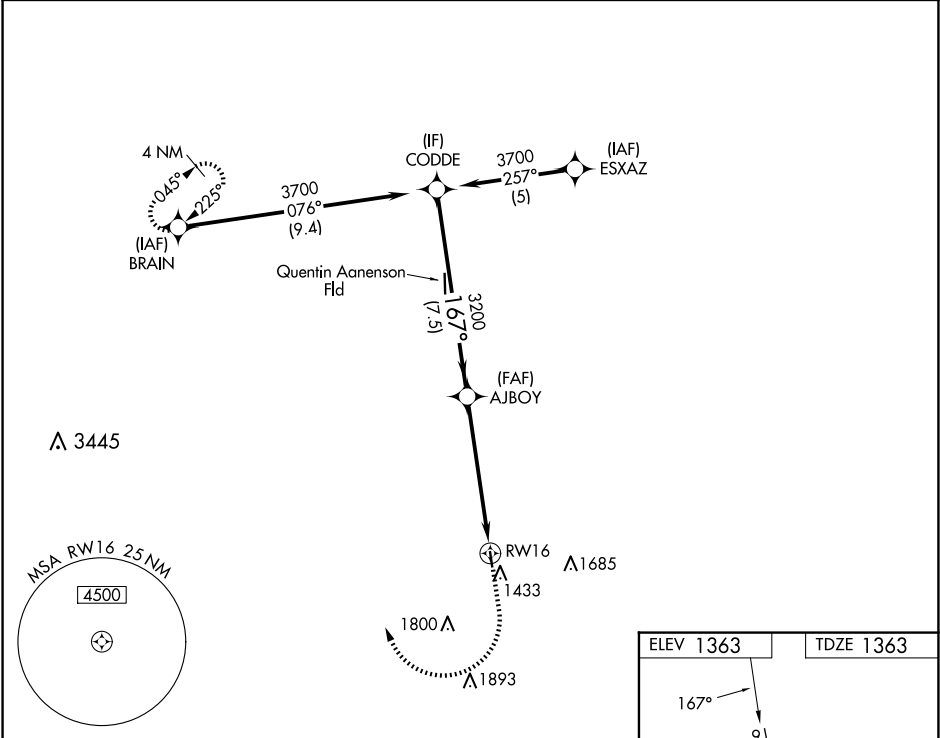 4 NM
045°
225°
(IAF)
BRAIN
3700
076°
(9.4)
(IF)
CODDE
3700
257°
(5)
(IAF)
ESXAZ
Quentin Aanenson
Fld
3200
167°
(7.5)
(FAF)
AJBOY
3445
RW16
1433
1685
1800
1893
MSA RW16 25 NM
4500
ELEV 1363
TDZE 1363
167°